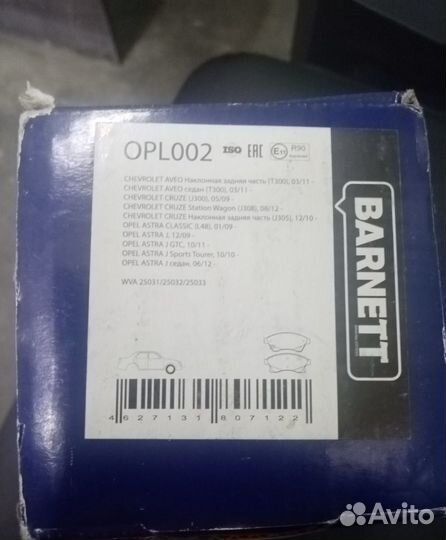 OPL002 ISO EAC E11 R90
CHEVROLET AVEO Наклонная задняя часть (T300), 03/11 -
CHEVROLET AVEO седан (T300), 03/11 -
CHEVROLET CRUZE (J300), 05/09 -
CHEVROLET CRUZE Station Wagon (J308), 08/12 -
CHEVROLET CRUZE Наклонная задняя часть (J305), 12/10 -
OPEL ASTRA CLASSIC (L48), 01/09 -
OPEL ASTRA J, 12/09 -
OPEL ASTRA J GTC, 10/11 -
OPEL ASTRA J Sports Tourer, 10/10 -
OPEL ASTRA J седан, 06/12 -
WVA 25031/25032/25033
4627131807122
BARNETT
Avito